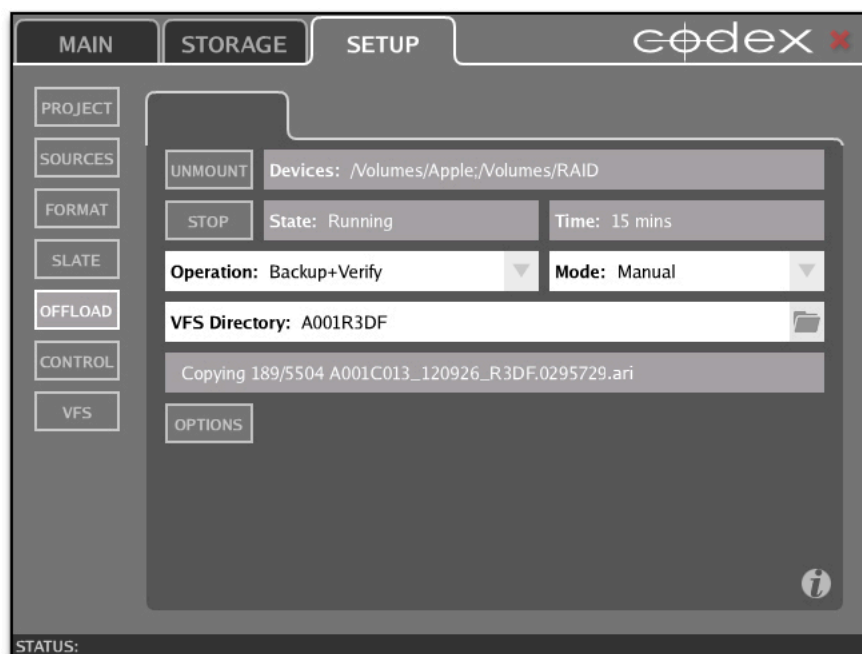 MAIN STORAGE SETUP codex
PROJECT
SOURCES
FORMAT
SLATE
OFFLOAD
CONTROL
VFS
UNMOUNT Devices: /Volumes/Apple;/Volumes/RAID
STOP State: Running Time: 15 mins
Operation: Backup+Verify Mode: Manual
VFS Directory: A001R3DF
Copying 189/5504 A001C013_120926_R3DF.0295729.ari
OPTIONS
i
STATUS: